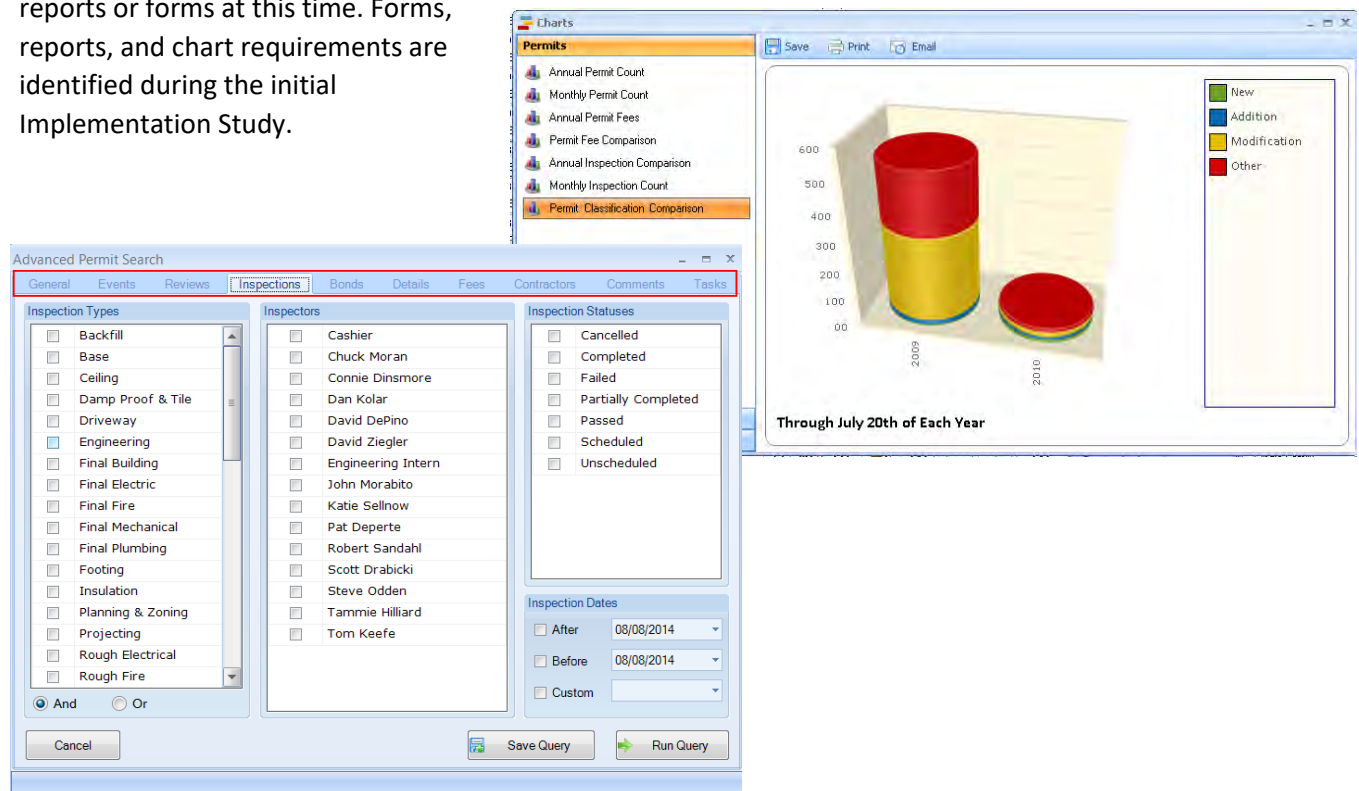 reports or forms at this time. Forms,
reports, and chart requirements are
identified during the initial
Implementation Study.
Charts
Permits
Annual Permit Count
Monthly Permit Count
Annual Permit Fees
Permit Fee Comparison
Annual Inspection Comparison
Monthly Inspection Count
Permit Classification Comparison
Save Print Email
600
500
400
300
200
100
00
2009
2010
New
Addition
Modification
Other
Through July 20th of Each Year
Advanced Permit Search
General Events Reviews Inspections Bonds Details Fees Contractors Comments Tasks
Inspection Types
Backfill
Base
Ceiling
Damp Proof & Tile
Driveway
Engineering
Final Building
Final Electric
Final Fire
Final Mechanical
Final Plumbing
Footing
Insulation
Planning & Zoning
Projecting
Rough Electrical
Rough Fire
And Or
Inspectors
Cashier
Chuck Moran
Connie Dinsmore
Dan Kolar
David DePino
David Ziegler
Engineering Intern
John Morabito
Katie Sellnow
Pat Deperte
Robert Sandahl
Scott Drabicki
Steve Odden
Tammie Hilliard
Tom Keefe
Inspection Statuses
Cancelled
Completed
Failed
Partially Completed
Passed
Scheduled
Unscheduled
Inspection Dates
After 08/08/2014
Before 08/08/2014
Custom
Cancel Save Query Run Query